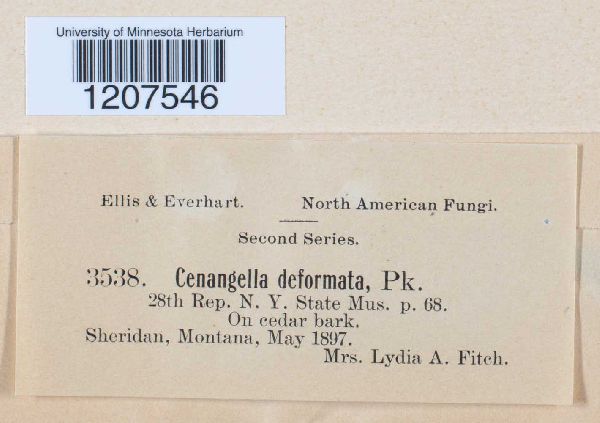 University of Minnesota Herbarium
1207546
Ellis & Everhart. North American Fungi.
Second Series.
3538. Cenangella deformata, Pk.
28th Rep. N. Y. State Mus. p. 68.
On cedar bark.
Sheridan, Montana, May 1897.
Mrs. Lydia A. Fitch.